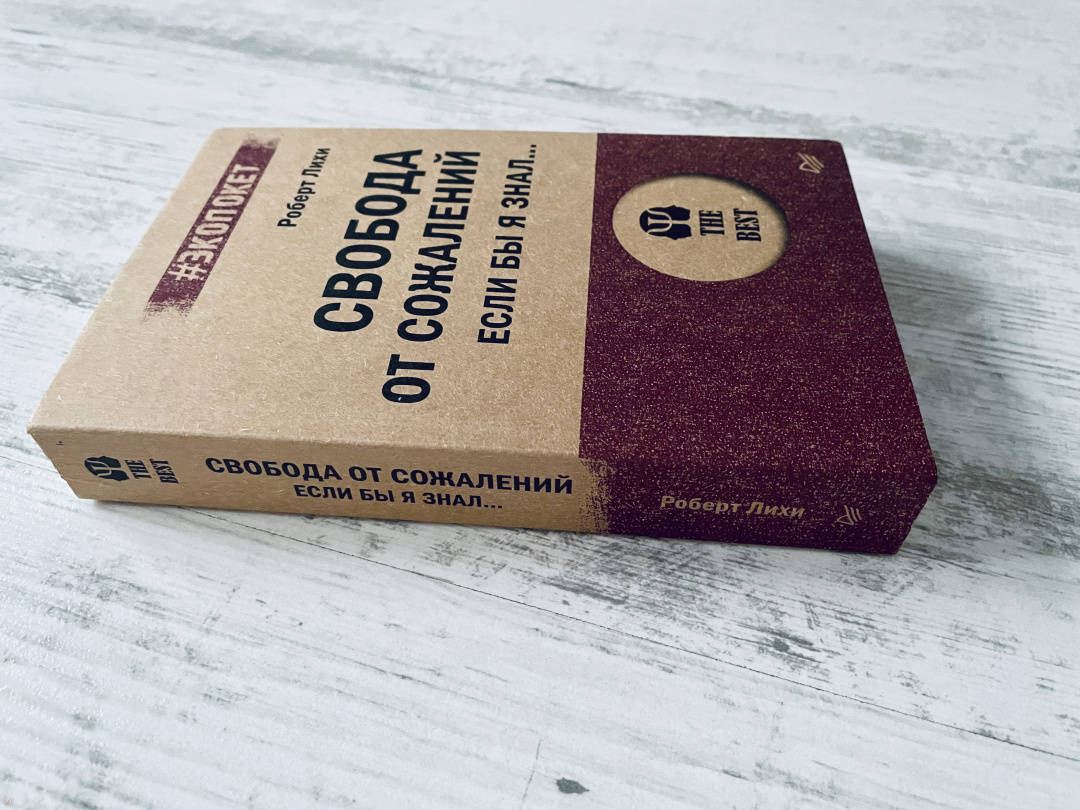 #ЭКОПОКЕТ
Роберт Лихи
СВОБОДА
ОТ СОЖАЛЕНИЙ
ЕСЛИ БЫ Я ЗНАЛ...
THE
BEST
THE
BEST
СВОБОДА ОТ СОЖАЛЕНИЙ
ЕСЛИ БЫ Я ЗНАЛ...
Роберт Лихи